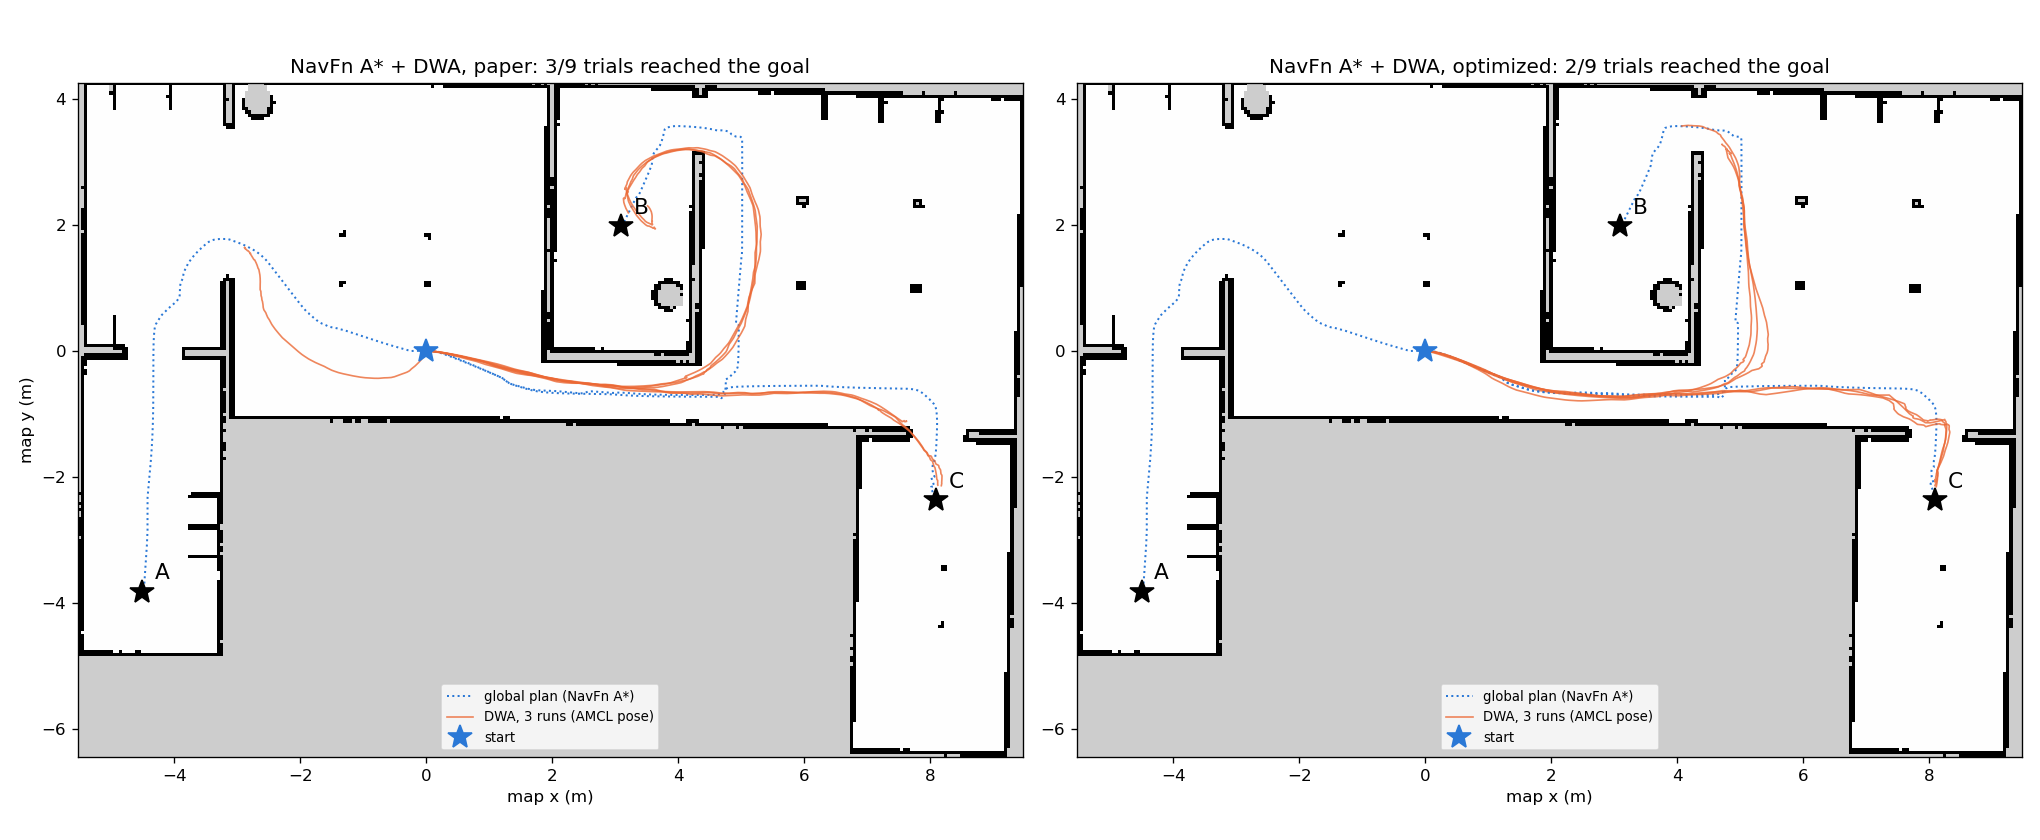 NavFn A* + DWA, paper: 3/9 trials reached the goal
4
2
0
−2
−4
−6
map y (m)
B
A
C
global plan (NavFn A*)
DWA, 3 runs (AMCL pose)
start
−4 −2 0 2 4 6 8
map x (m)
NavFn A* + DWA, optimized: 2/9 trials reached the goal
4
2
0
−2
−4
−6
B
A
C
global plan (NavFn A*)
DWA, 3 runs (AMCL pose)
start
−4 −2 0 2 4 6 8
map x (m)